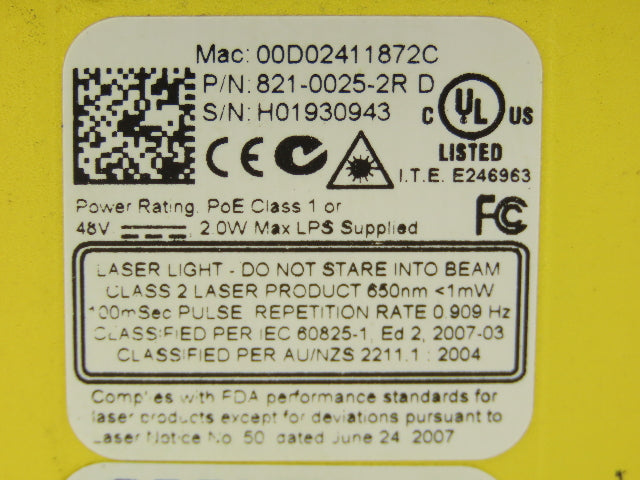 Mac: 00D02411872C
P/N: 821-0025-2R D
S/N: H01930943
CE
C UL US
LISTED
I.T.E. E246963
FC
Power Rating. PoE Class 1 or
48V 2.0W Max LPS Supplied
LASER LIGHT - DO NOT STARE INTO BEAM
CLASS 2 LASER PRODUCT 650nm <1mW
100mSec PULSE REPETITION RATE 0.909 Hz
CLASSIFIED PER IEC 60825-1, Ed 2, 2007-03
CLASSIFIED PER AU/NZS 2211.1 : 2004
Complies with FDA performance standards for
laser products except for deviations pursuant to
Laser Notice No. 50 dated June 24, 2007